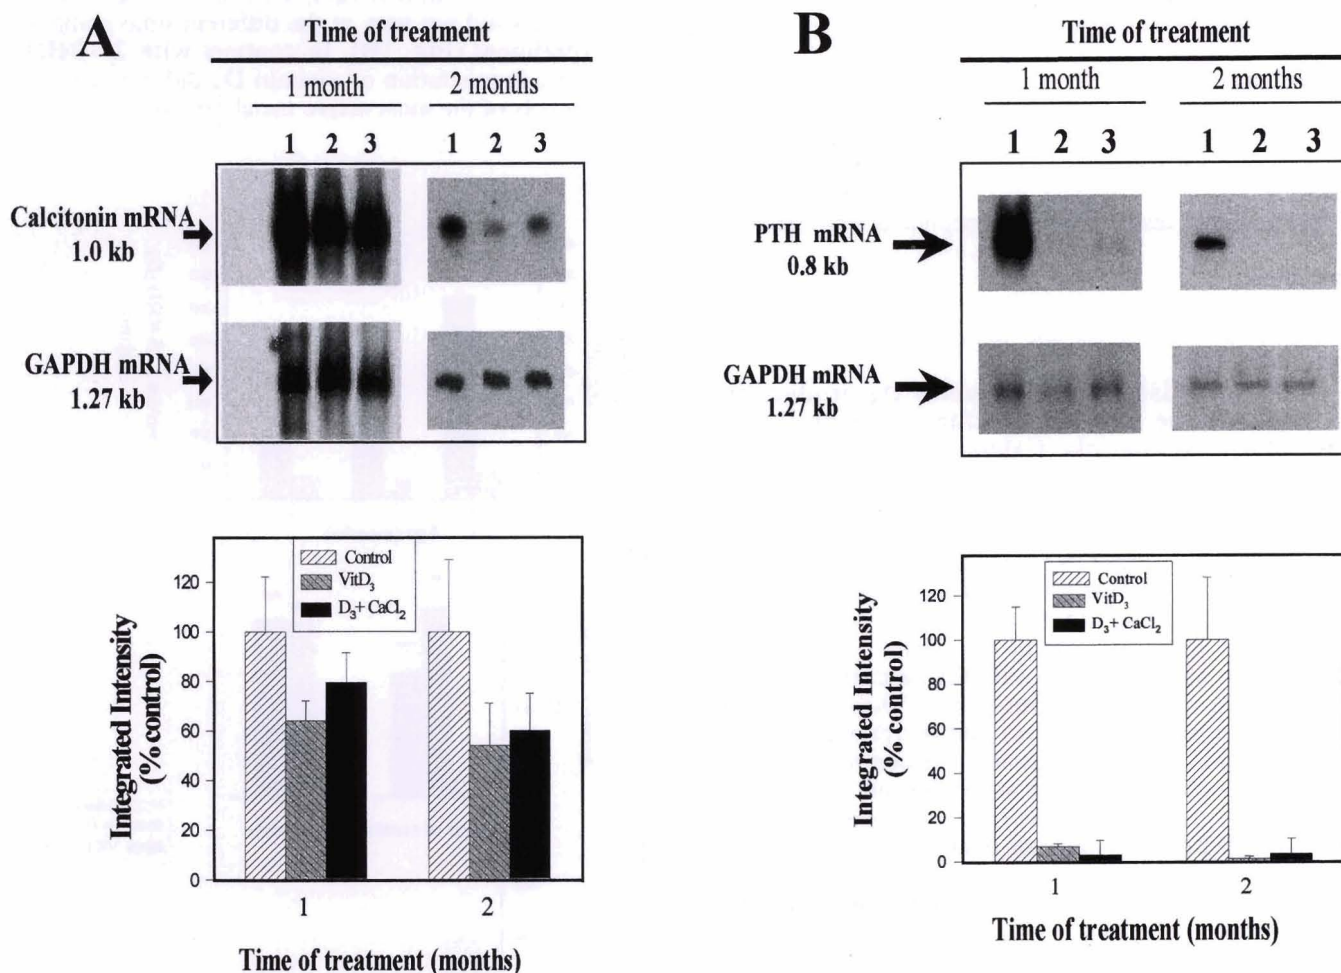 A
Time of treatment
1 month 2 months
1 2 3 1 2 3
Calcitonin mRNA
1.0 kb
GAPDH mRNA
1.27 kb
Control
VitD3
D3+ CaCl2
Integrated Intensity
(% control)
120
100
80
60
40
20
0
1 2
Time of treatment (months)
B
Time of treatment
1 month 2 months
1 2 3 1 2 3
PTH mRNA
0.8 kb
GAPDH mRNA
1.27 kb
Control
VitD3
D3+ CaCl2
Integrated Intensity
(% control)
120
100
80
60
40
20
0
1 2
Time of treatment (months)